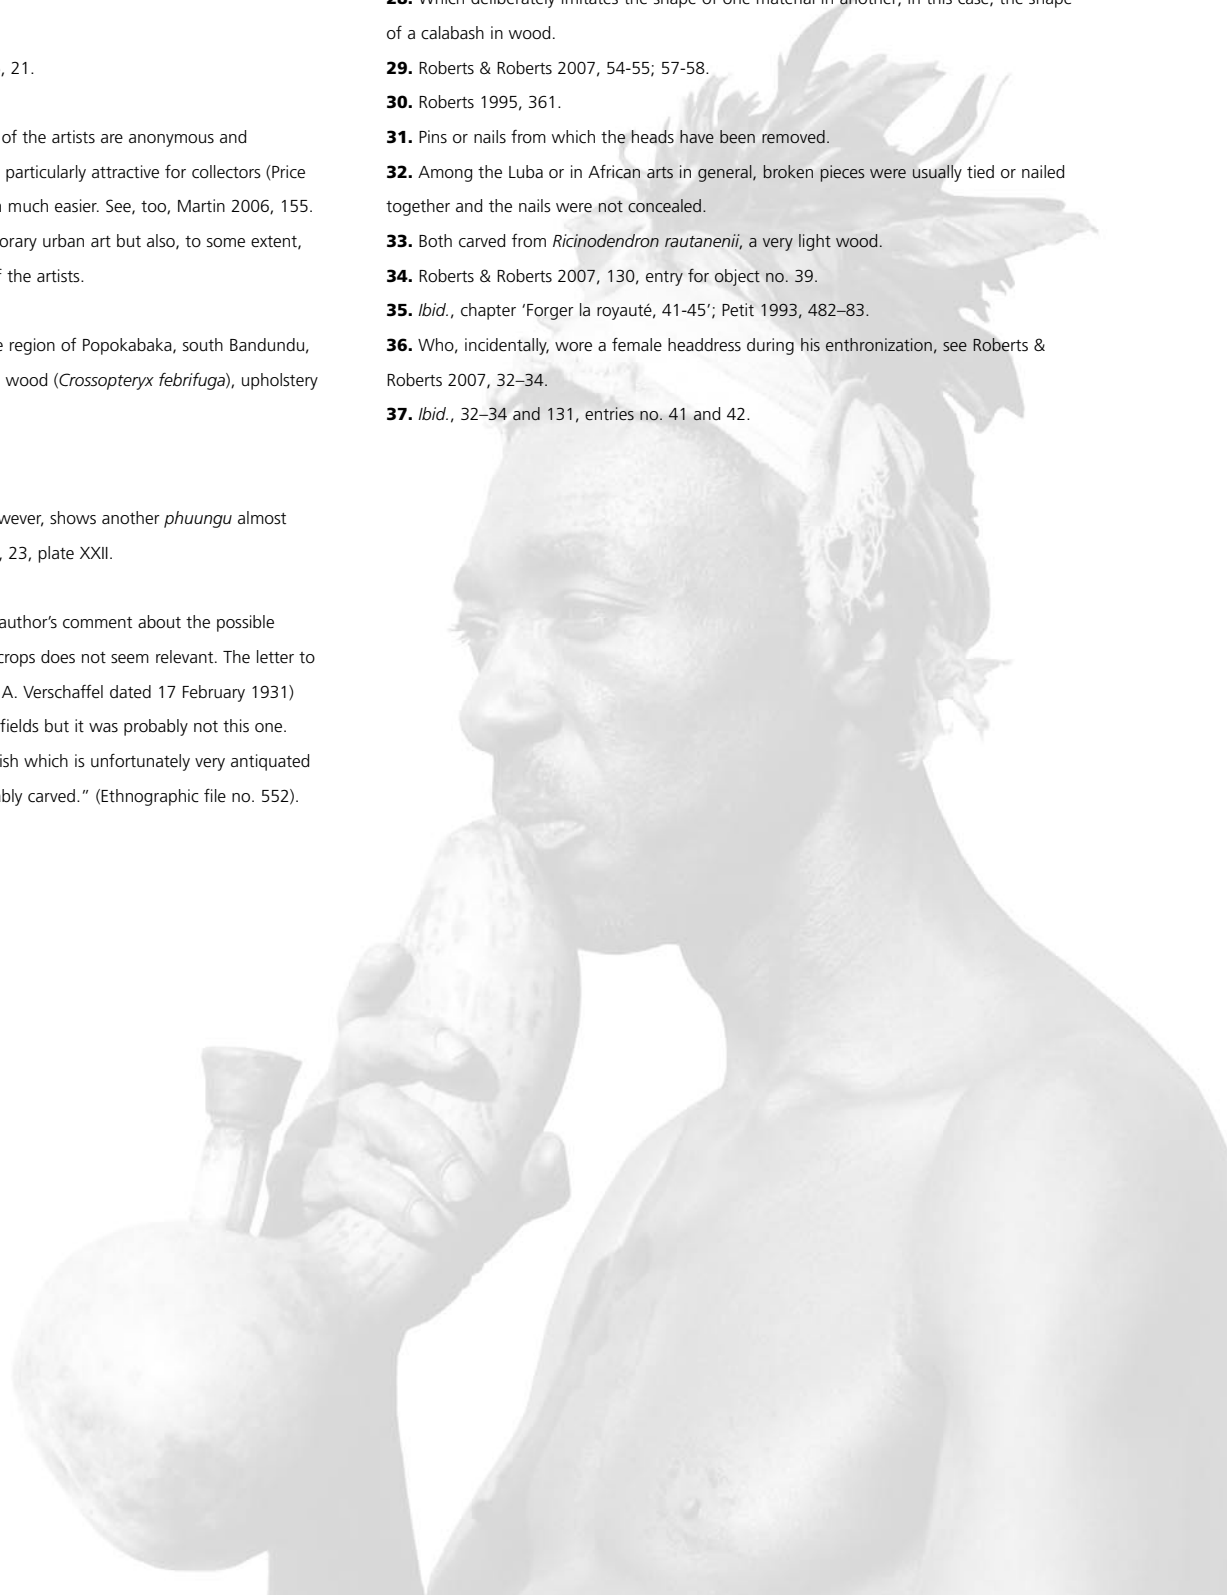 , 21.
of the artists are anonymous and
particularly attractive for collectors (Price
much easier. See, too, Martin 2006, 155.
orary urban art but also, to some extent,
the artists.
region of Popokabaka, south Bandundu,
wood (Crossopteryx febrifuga), upholstery
wever, shows another phuungu almost
, 23, plate XXII.
author’s comment about the possible
crops does not seem relevant. The letter to
A. Verschaffel dated 17 February 1931)
fields but it was probably not this one.
ish which is unfortunately very antiquated
bly carved.” (Ethnographic file no. 552).
28. Which deliberately imitates the shape of one material in another, in this case, the shape
of a calabash in wood.
29. Roberts & Roberts 2007, 54-55; 57-58.
30. Roberts 1995, 361.
31. Pins or nails from which the heads have been removed.
32. Among the Luba or in African arts in general, broken pieces were usually tied or nailed
together and the nails were not concealed.
33. Both carved from Ricinodendron rautanenii, a very light wood.
34. Roberts & Roberts 2007, 130, entry for object no. 39.
35. Ibid., chapter ‘Forger la royauté, 41-45’; Petit 1993, 482–83.
36. Who, incidentally, wore a female headdress during his enthronization, see Roberts &
Roberts 2007, 32–34.
37. Ibid., 32–34 and 131, entries no. 41 and 42.